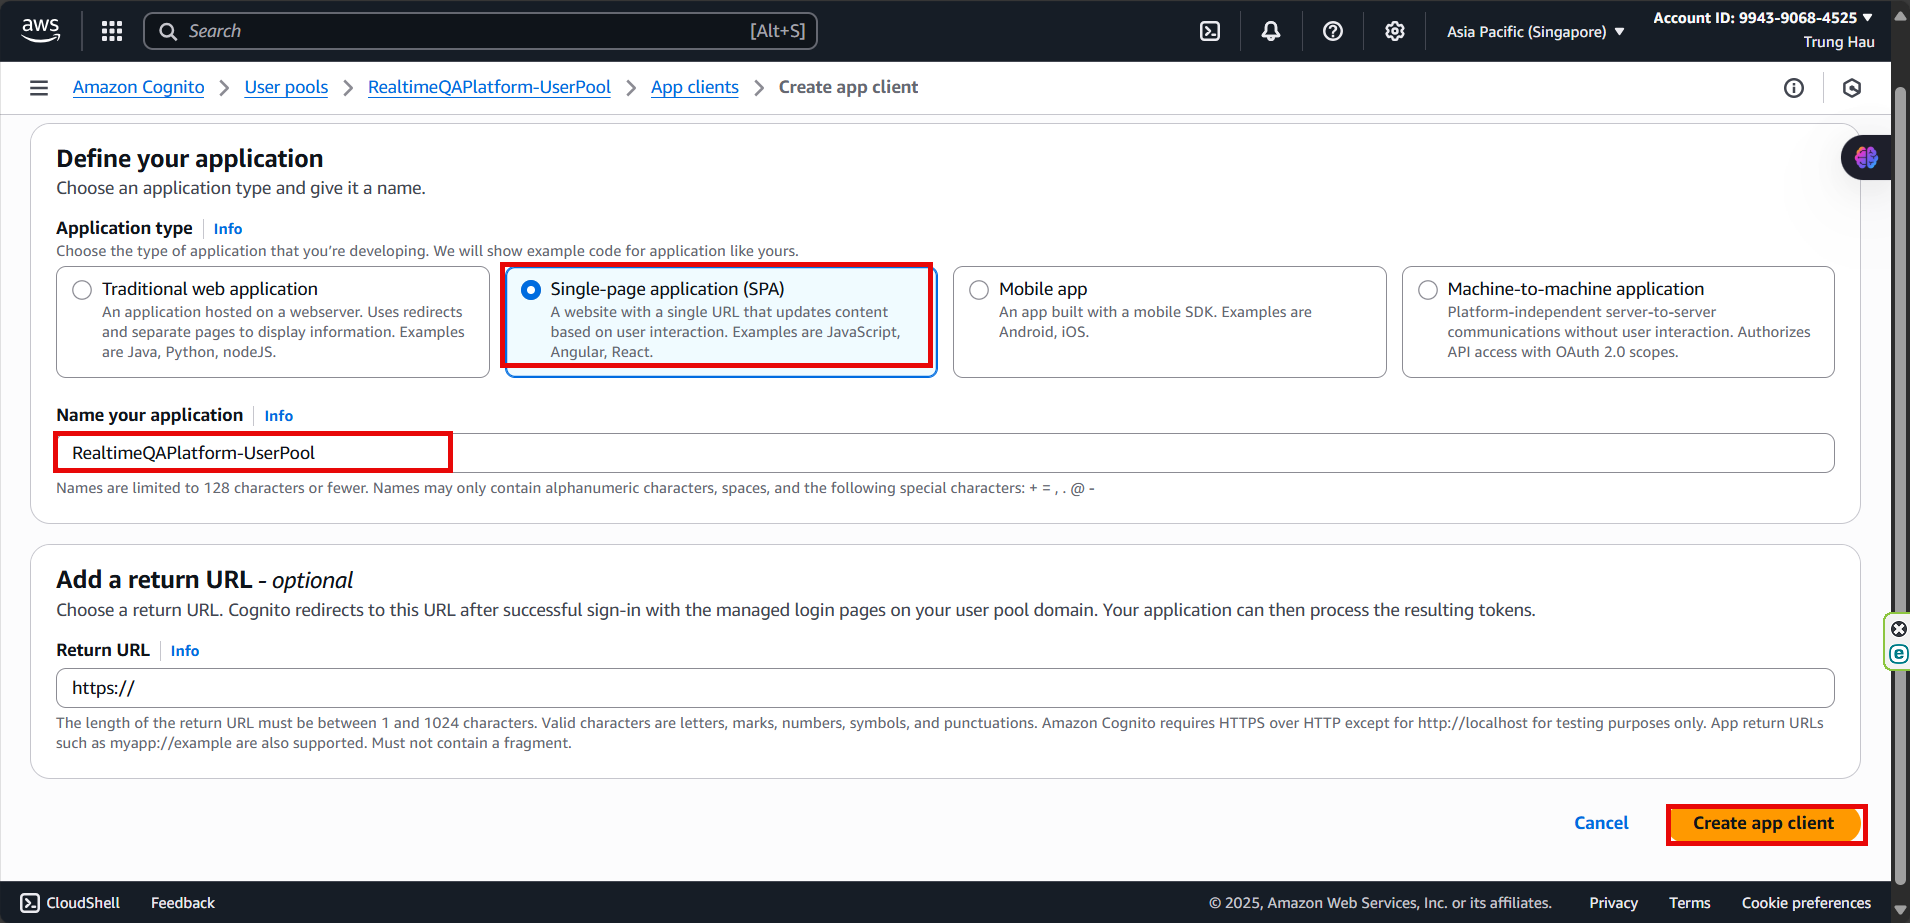 aws
Search
[Alt+S]
Asia Pacific (Singapore)
Account ID: 9943-9068-4525
Trung Hau
Amazon Cognito
User pools
RealtimeQAPlatform-UserPool
App clients
Create app client
Define your application
Choose an application type and give it a name.
Application type
Info
Choose the type of application that you’re developing. We will show example code for application like yours.
Traditional web application
An application hosted on a webserver. Uses redirects
and separate pages to display information. Examples
are Java, Python, nodeJS.
Single-page application (SPA)
A website with a single URL that updates content
based on user interaction. Examples are JavaScript,
Angular, React.
Mobile app
An app built with a mobile SDK. Examples are
Android, iOS.
Machine-to-machine application
Platform-independent server-to-server
communications without user interaction. Authorizes
API access with OAuth 2.0 scopes.
Name your application
Info
RealtimeQAPlatform-UserPool
Names are limited to 128 characters or fewer. Names may only contain alphanumeric characters, spaces, and the following special characters: + = , . @ -
Add a return URL - optional
Choose a return URL. Cognito redirects to this URL after successful sign-in with the managed login pages on your user pool domain. Your application can then process the resulting tokens.
Return URL
Info
https://
The length of the return URL must be between 1 and 1024 characters. Valid characters are letters, marks, numbers, symbols, and punctuations. Amazon Cognito requires HTTPS over HTTP except for http://localhost for testing purposes only. App return URLs
such as myapp://example are also supported. Must not contain a fragment.
Cancel
Create app client
CloudShell
Feedback
© 2025, Amazon Web Services, Inc. or its affiliates.
Privacy
Terms
Cookie preferences